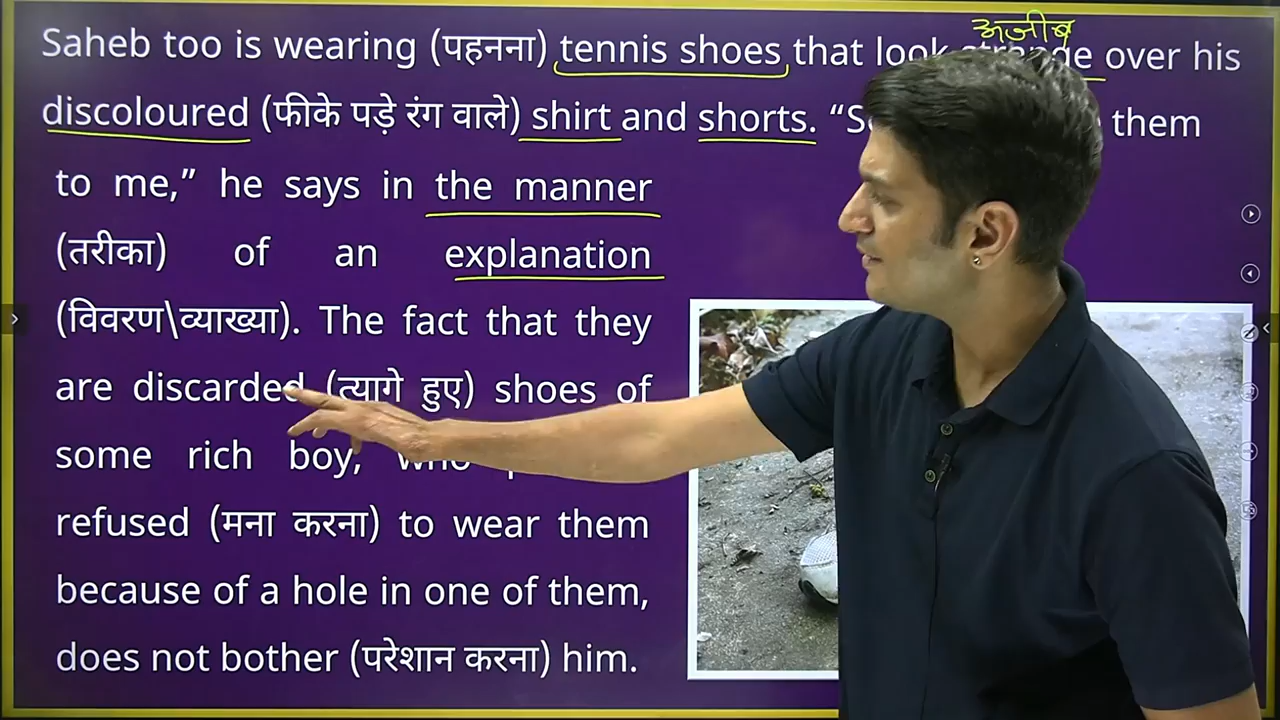 अजीब
Saheb too is wearing (पहनना) tennis shoes that look strange over his
discoloured (फीके पड़े रंग वाले) shirt and shorts. “S them
to me,” he says in the manner
(तरीका) of an explanation
(विवरण\व्याख्या). The fact that they
are discarded (त्यागे हुए) shoes of
some rich boy, who
refused (मना करना) to wear them
because of a hole in one of them,
does not bother (परेशान करना) him.